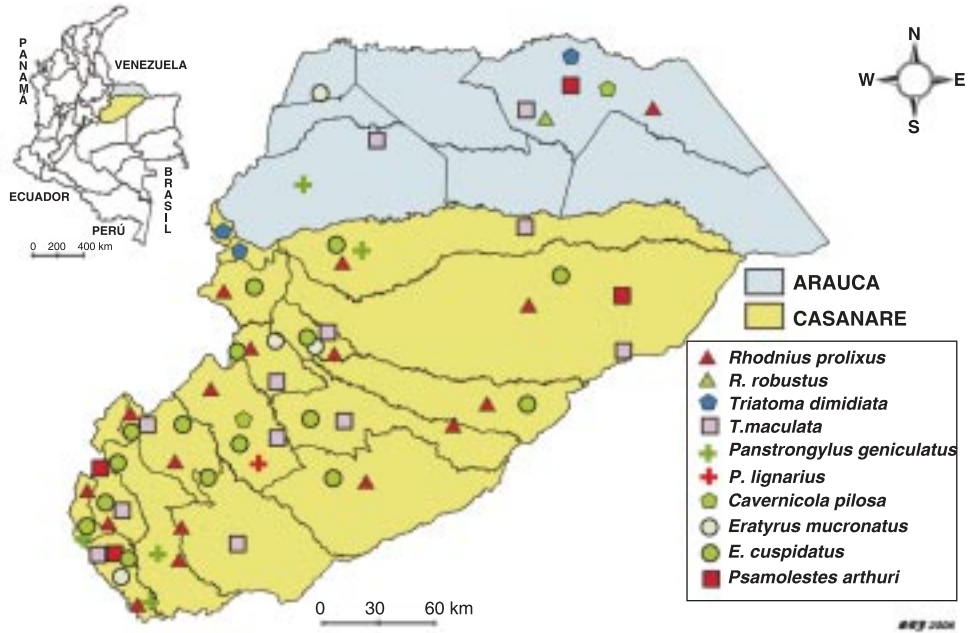 PANAMÁ
VENEZUELA
BRASIL
ECUADOR
PERÚ
0 200 400 km
N
W E
S
ARAUCA
CASANARE
Rhodnius prolixus
R. robustus
Triatoma dimidiata
T.maculata
Panstrongylus geniculatus
P. lignarius
Cavernicola pilosa
Eratyrus mucronatus
E. cuspidatus
Psamolestes arthuri
0 30 60 km
2006